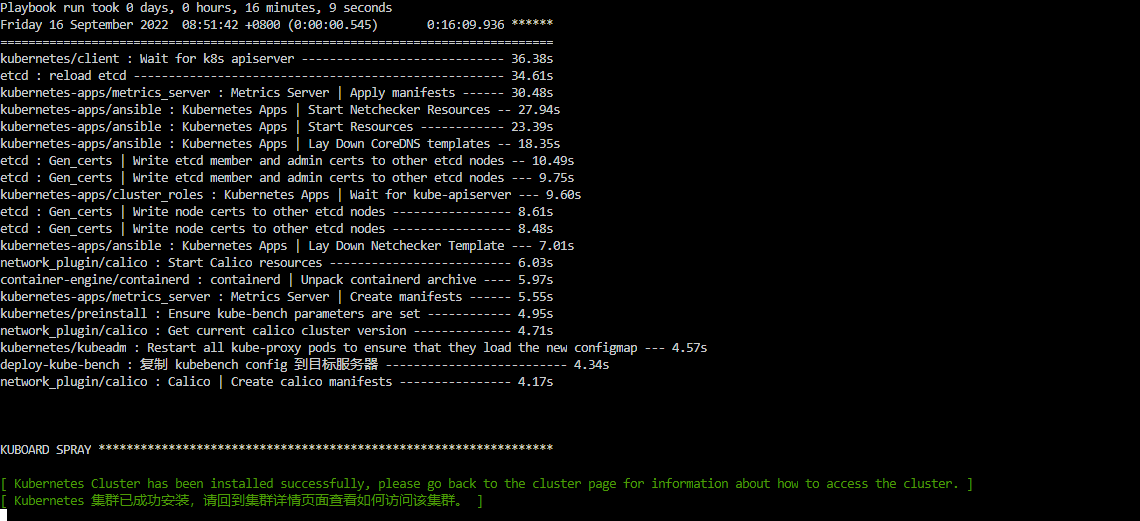 Playbook run took 0 days, 0 hours, 16 minutes, 9 seconds
Friday 16 September 2022  08:51:42 +0800 (0:00:00.545)       0:16:09.936 ******
===============================================================================
kubernetes/client : Wait for k8s apiserver ----------------------------- 36.38s
etcd : reload etcd ----------------------------------------------------- 34.61s
kubernetes-apps/metrics_server : Metrics Server | Apply manifests ------ 30.48s
kubernetes-apps/ansible : Kubernetes Apps | Start Netchecker Resources -- 27.94s
kubernetes-apps/ansible : Kubernetes Apps | Start Resources ------------ 23.39s
kubernetes-apps/ansible : Kubernetes Apps | Lay Down CoreDNS templates -- 18.35s
etcd : Gen_certs | Write etcd member and admin certs to other etcd nodes -- 10.49s
etcd : Gen_certs | Write etcd member and admin certs to other etcd nodes --- 9.75s
kubernetes-apps/cluster_roles : Kubernetes Apps | Wait for kube-apiserver --- 9.60s
etcd : Gen_certs | Write node certs to other etcd nodes ----------------- 8.61s
etcd : Gen_certs | Write node certs to other etcd nodes ----------------- 8.48s
kubernetes-apps/ansible : Kubernetes Apps | Lay Down Netchecker Template --- 7.01s
network_plugin/calico : Start Calico resources -------------------------- 6.03s
container-engine/containerd : containerd | Unpack containerd archive ---- 5.97s
kubernetes-apps/metrics_server : Metrics Server | Create manifests ------ 5.55s
kubernetes/preinstall : Ensure kube-bench parameters are set ------------ 4.95s
network_plugin/calico : Get current calico cluster version -------------- 4.71s
kubernetes/kubeadm : Restart all kube-proxy pods to ensure that they load the new configmap --- 4.57s
deploy-kube-bench : 复制 kubebench config 到目标服务器 -------------------------- 4.34s
network_plugin/calico : Calico | Create calico manifests ---------------- 4.17s
KUBOARD SPRAY *****************************************************************
[ Kubernetes Cluster has been installed successfully, please go back to the cluster page for information about how to access the cluster. ]
[ Kubernetes 集群已成功安装，请回到集群详情页面查看如何访问该集群。 ]